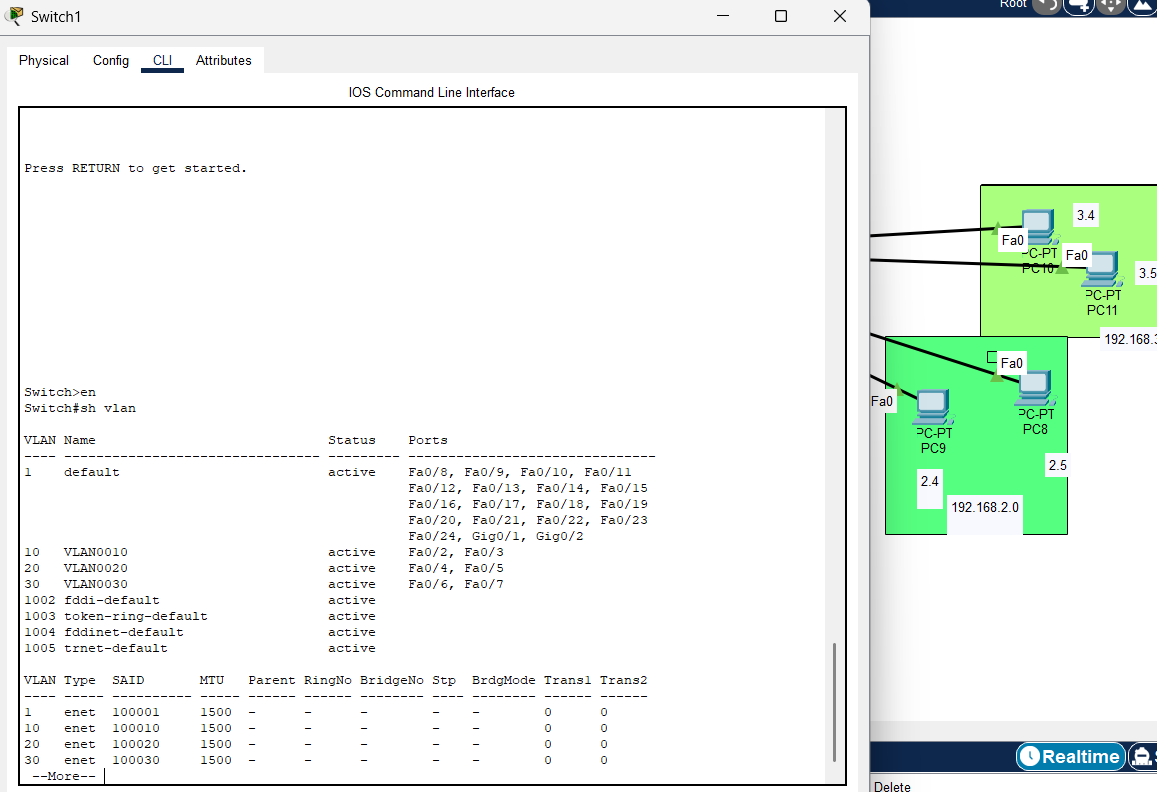 Switch1
Root
Physical Config CLI Attributes
IOS Command Line Interface
Press RETURN to get started.
Switch>en
Switch#sh vlan
VLAN Name                             Status    Ports
---- -------------------------------- --------- -------------------------------
1    default                          active    Fa0/8, Fa0/9, Fa0/10, Fa0/11
                                                Fa0/12, Fa0/13, Fa0/14, Fa0/15
                                                Fa0/16, Fa0/17, Fa0/18, Fa0/19
                                                Fa0/20, Fa0/21, Fa0/22, Fa0/23
                                                Fa0/24, Gig0/1, Gig0/2
10   VLAN0010                         active    Fa0/2, Fa0/3
20   VLAN0020                         active    Fa0/4, Fa0/5
30   VLAN0030                         active    Fa0/6, Fa0/7
1002 fddi-default                     active
1003 token-ring-default               active
1004 fddinet-default                  active
1005 trnet-default                    active
VLAN Type  SAID       MTU   Parent RingNo BridgeNo Stp  BrdgMode Trans1 Trans2
---- ----- ---------- ----- ------ ------ -------- ---- -------- ------ ------
1    enet  100001     1500  -      -      -        -    -        0      0
10   enet  100010     1500  -      -      -        -    -        0      0
20   enet  100020     1500  -      -      -        -    -        0      0
30   enet  100030     1500  -      -      -        -    -        0      0
 --More--
3.4
Fa0
PC-PT
PC10
Fa0
3.5
PC-PT
PC11
192.168.3
Fa0
Fa0
PC-PT
PC8
PC-PT
PC9
2.5
2.4
192.168.2.0
Realtime
Delete